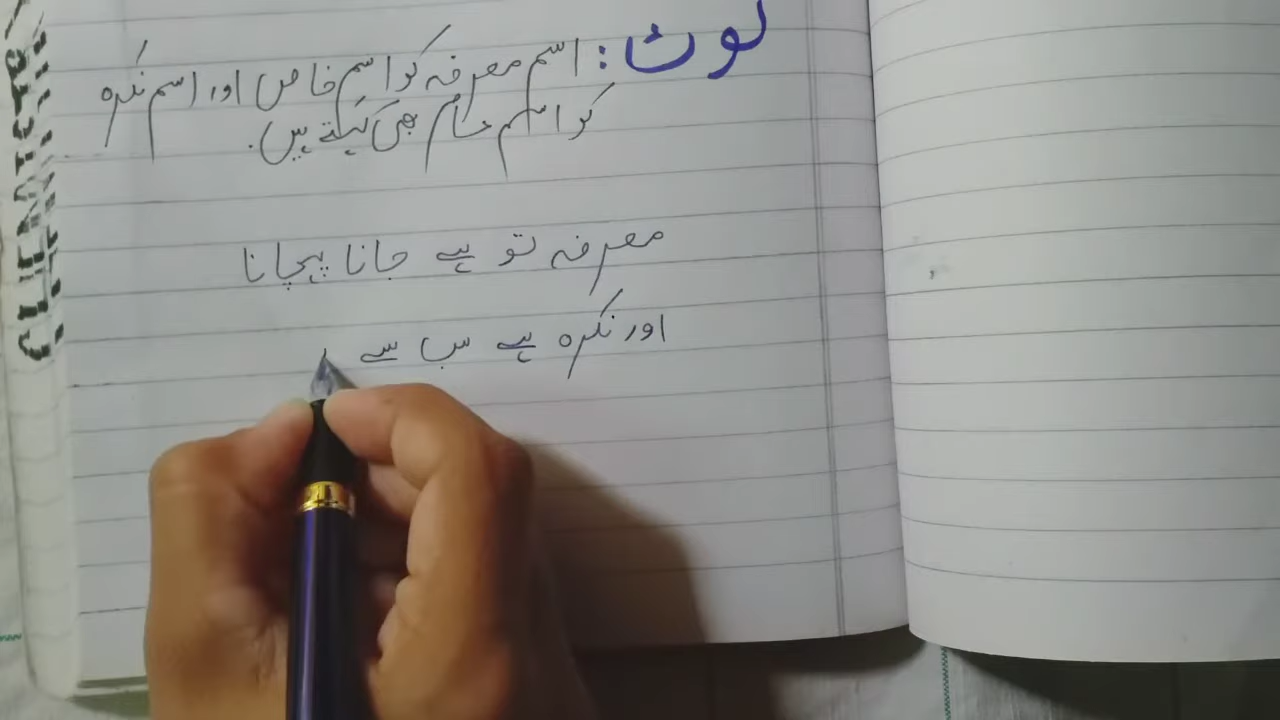 نوٹ: اسم معرفہ کو اسمِ خاص اور اسم نکرہ
کو اسم عام بھی کہتے ہیں.
معرفہ تو ہے جانا پہچانا
اور نکرہ ہے سب سے